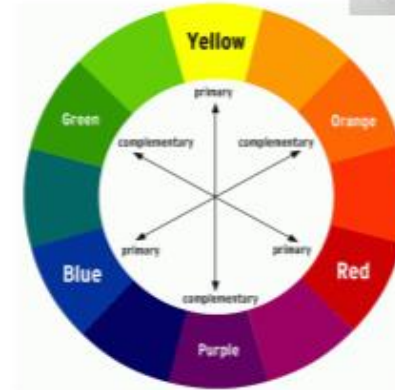 Yellow
primary
Green
Orange
complementary
complementary
primary
primary
Blue
Red
complementary
Purple